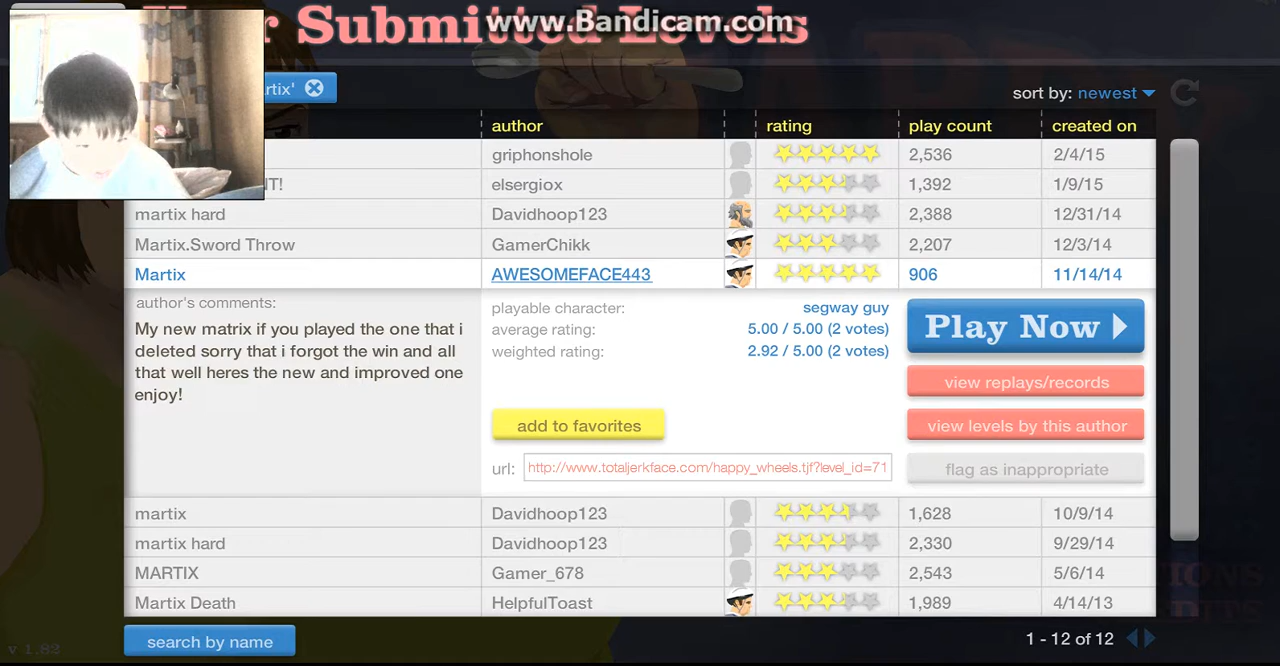 www.Bandicam.com
Submitted Levels
artix'
sort by: newest
author rating play count created on
griphonshole 2,536 2/4/15
NT! elsergiox 1,392 1/9/15
martix hard Davidhoop123 2,388 12/31/14
Martix.Sword Throw GamerChikk 2,207 12/3/14
Martix AWESOMEFACE443 906 11/14/14
author's comments:
My new matrix if you played the one that i
deleted sorry that i forgot the win and all
that well heres the new and improved one
enjoy!
playable character: segway guy
average rating: 5.00 / 5.00 (2 votes)
weighted rating: 2.92 / 5.00 (2 votes)
add to favorites
url: http://www.totaljerkface.com/happy_wheels.tjf?level_id=71
Play Now
view replays/records
view levels by this author
flag as inappropriate
martix Davidhoop123 1,628 10/9/14
martix hard Davidhoop123 2,330 9/29/14
MARTIX Gamer_678 2,543 5/6/14
Martix Death HelpfulToast 1,989 4/14/13
v 1.82
search by name
1 - 12 of 12